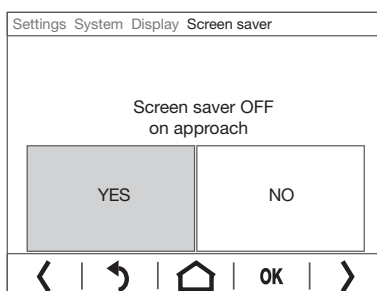 Settings System Display Screen saver
Screen saver OFF
on approach
YES NO
OK